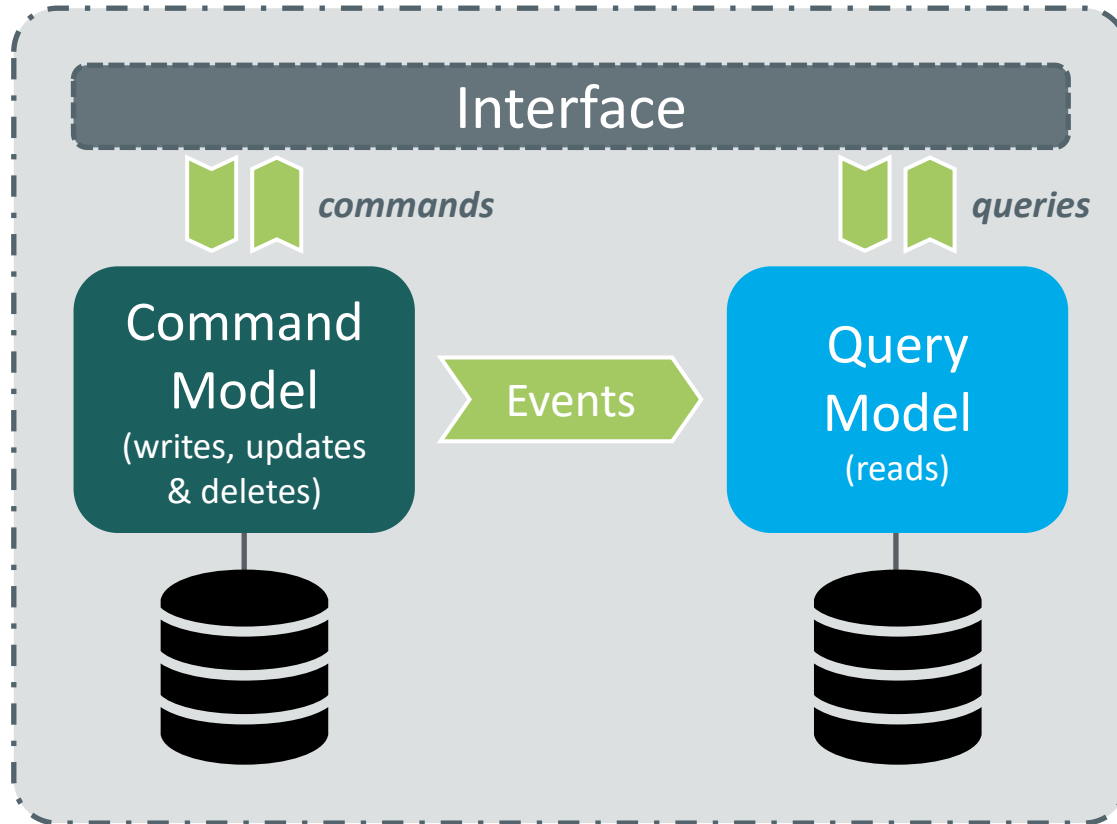 Interface
commands
queries
Command
Model
(writes, updates
& deletes)
Events
Query
Model
(reads)